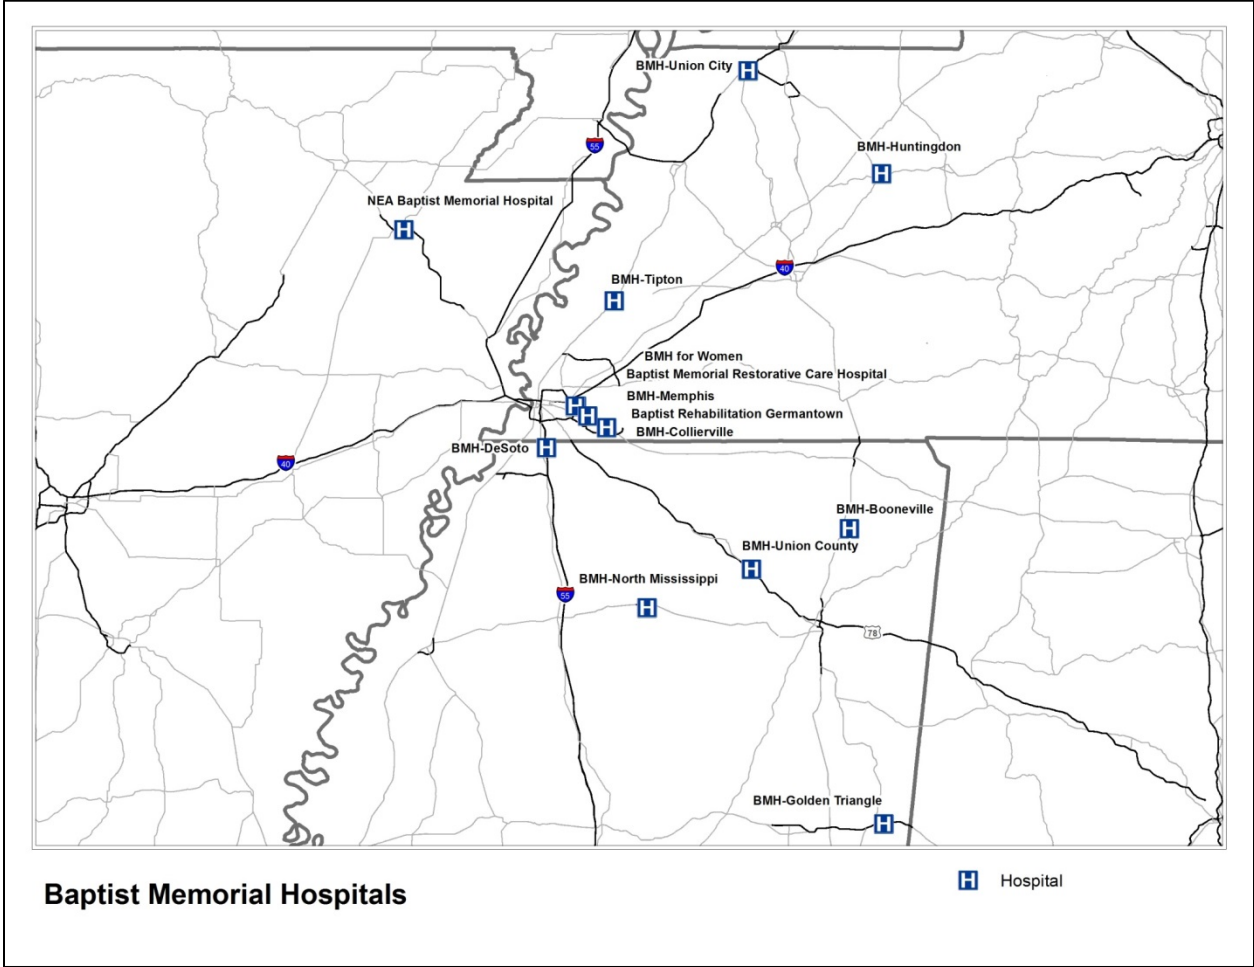 BMH-Union City
BMH-Huntingdon
55
NEA Baptist Memorial Hospital
40
BMH-Tipton
BMH for Women
Baptist Memorial Restorative Care Hospital
BMH-Memphis
Baptist Rehabilitation Germantown
BMH-Collierville
BMH-DeSoto
40
BMH-Booneville
BMH-Union County
BMH-North Mississippi
55
78
BMH-Golden Triangle
Baptist Memorial Hospitals
H Hospital